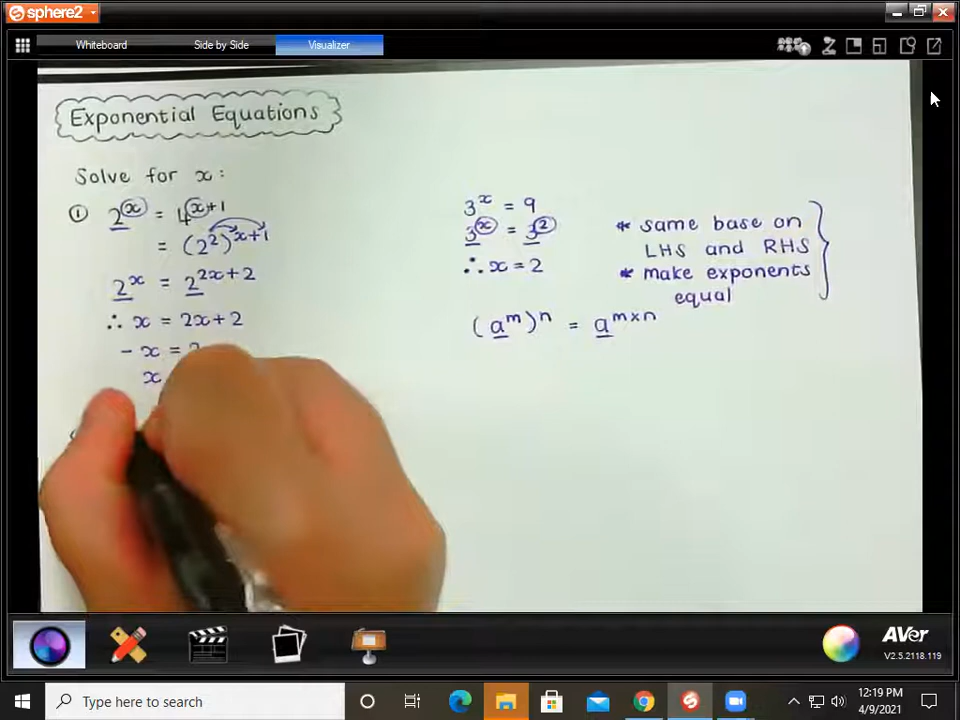 sphere2
Whiteboard
Side by Side
Visualizer
Exponential Equations
Solve for x:
① 2^x = 4^x+1
= (2^2)^x+1
2^x = 2^2x+2
∴ x = 2x+2
- x =
x
3^x = 9
3^x = 3^2
∴ x = 2
* same base on
LHS and RHS
* make exponents
equal
(a^m)^n = a^m×n
AVer
V2.5.2118.119
Type here to search
12:19 PM
4/9/2021